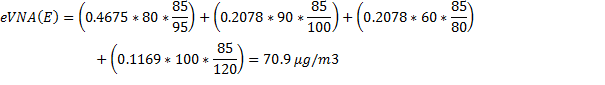 eVNA(E) = (0.4675 * 80 * 85/95) + (0.2078 * 90 * 85/100) + (0.2078 * 60 * 85/80)
+ (0.1169 * 100 * 85/120) = 70.9 μg/m3